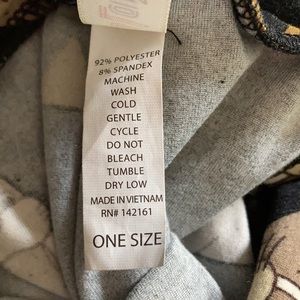 92% POLYESTER
8% SPANDEX
MACHINE
WASH
COLD
GENTLE
CYCLE
DO NOT
BLEACH
TUMBLE
DRY LOW
MADE IN VIETNAM
RN# 142161
ONE SIZE